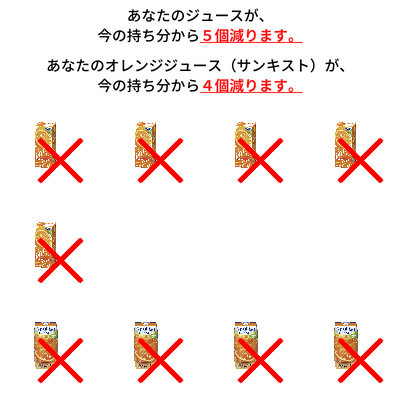 あなたのジュースが、
今の持ち分から５個減ります。
あなたのオレンジジュース（サンキスト）が、
今の持ち分から４個減ります。